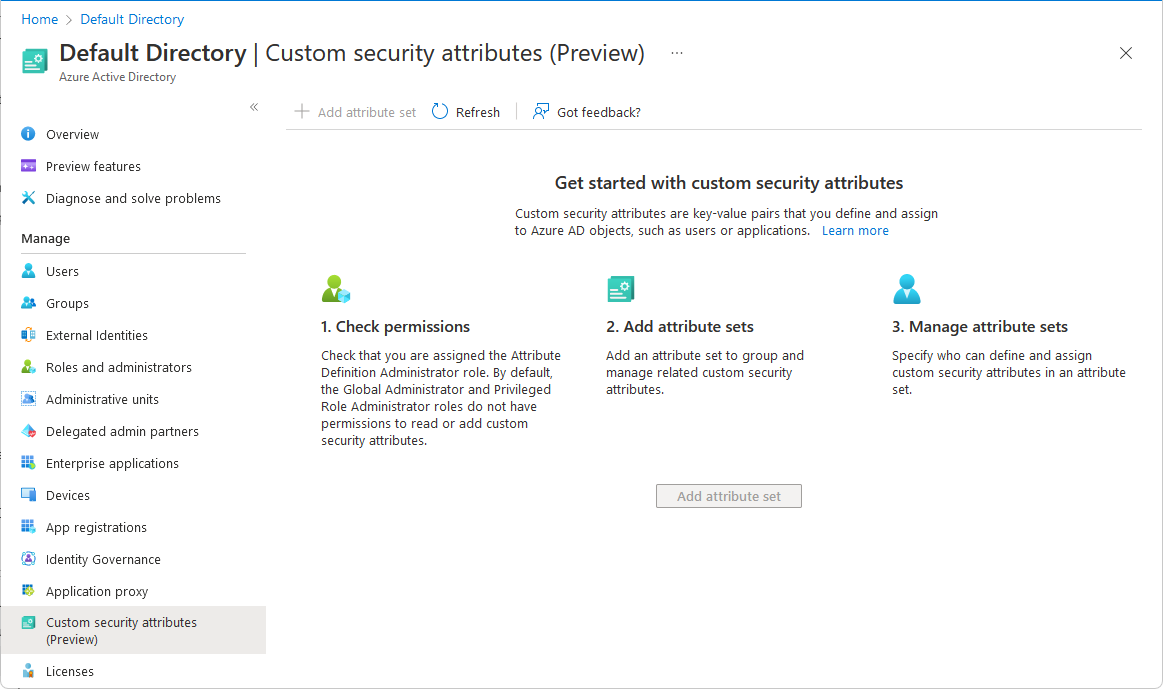 Home > Default Directory
Default Directory | Custom security attributes (Preview) ...
Azure Active Directory
«
Add attribute set Refresh Got feedback?
Overview
Preview features
Diagnose and solve problems
Manage
Users
Groups
External Identities
Roles and administrators
Administrative units
Delegated admin partners
Enterprise applications
Devices
App registrations
Identity Governance
Application proxy
Custom security attributes
(Preview)
Licenses
Get started with custom security attributes
Custom security attributes are key-value pairs that you define and assign
to Azure AD objects, such as users or applications. Learn more
1. Check permissions
Check that you are assigned the Attribute
Definition Administrator role. By default,
the Global Administrator and Privileged
Role Administrator roles do not have
permissions to read or add custom
security attributes.
2. Add attribute sets
Add an attribute set to group and
manage related custom security
attributes.
3. Manage attribute sets
Specify who can define and assign
custom security attributes in an attribute
set.
Add attribute set